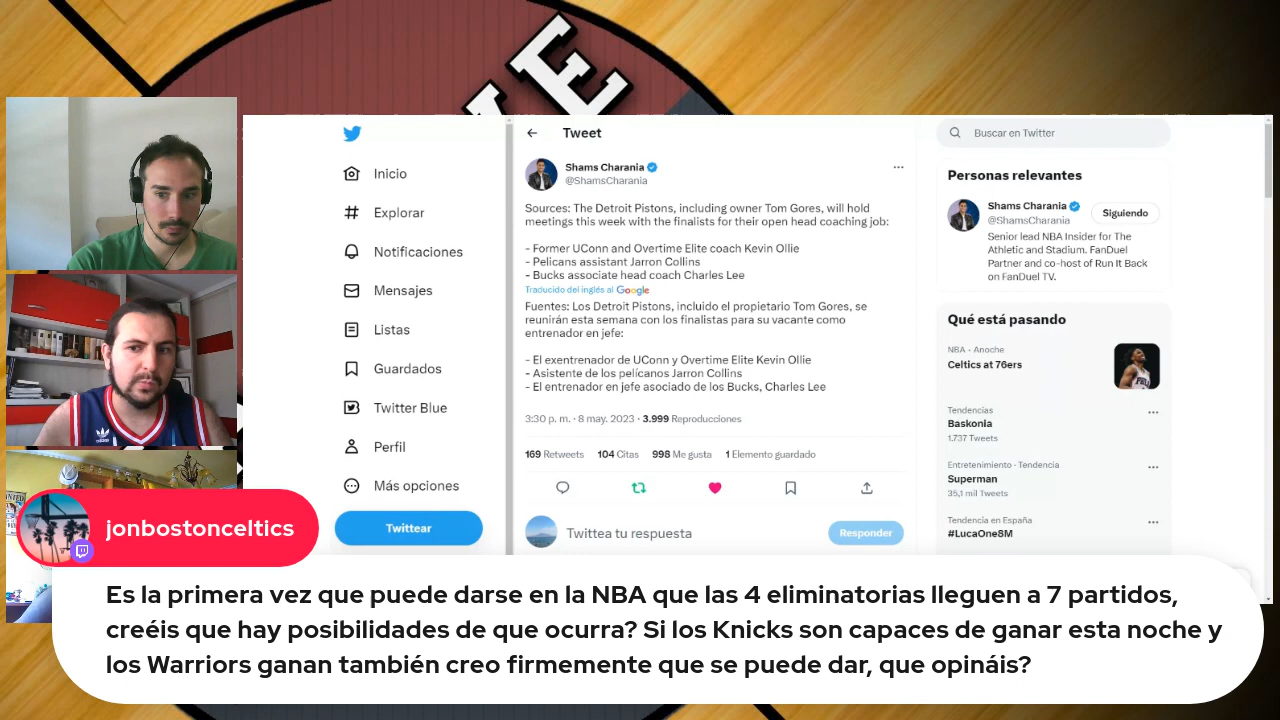 VE
Tweet
Buscar en Twitter
Inicio
Explorar
Notificaciones
Mensajes
Listas
Guardados
Twitter Blue
Perfil
Más opciones
Twittear
Shams Charania
@ShamsCharania
Sources: The Detroit Pistons, including owner Tom Gores, will hold
meetings this week with the finalists for their open head coaching job:
- Former UConn and Overtime Elite coach Kevin Ollie
- Pelicans assistant Jarron Collins
- Bucks associate head coach Charles Lee
Traducido del inglés al Google
Fuentes: Los Detroit Pistons, incluido el propietario Tom Gores, se
reunirán esta semana con los finalistas para su vacante como
entrenador en jefe:
- El exentrenador de UConn y Overtime Elite Kevin Ollie
- Asistente de los pelícanos Jarron Collins
- El entrenador en jefe asociado de los Bucks, Charles Lee
3:30 p. m. · 8 may. 2023 · 3.999 Reproducciones
169 Retweets 104 Citas 998 Me gusta 1 Elemento guardado
Twittea tu respuesta
Responder
Personas relevantes
Shams Charania
@ShamsCharania
Siguiendo
Senior lead NBA Insider for The
Athletic and Stadium. FanDuel
Partner and co-host of Run It Back
on FanDuel TV.
Qué está pasando
NBA · Anoche
Celtics at 76ers
Tendencias
Baskonia
1.737 Tweets
Entretenimiento · Tendencia
Superman
35,1 mil Tweets
Tendencia en España
#LucaOne8M
jonbostonceltics
Es la primera vez que puede darse en la NBA que las 4 eliminatorias lleguen a 7 partidos,
creéis que hay posibilidades de que ocurra? Si los Knicks son capaces de ganar esta noche y
los Warriors ganan también creo firmemente que se puede dar, que opináis?